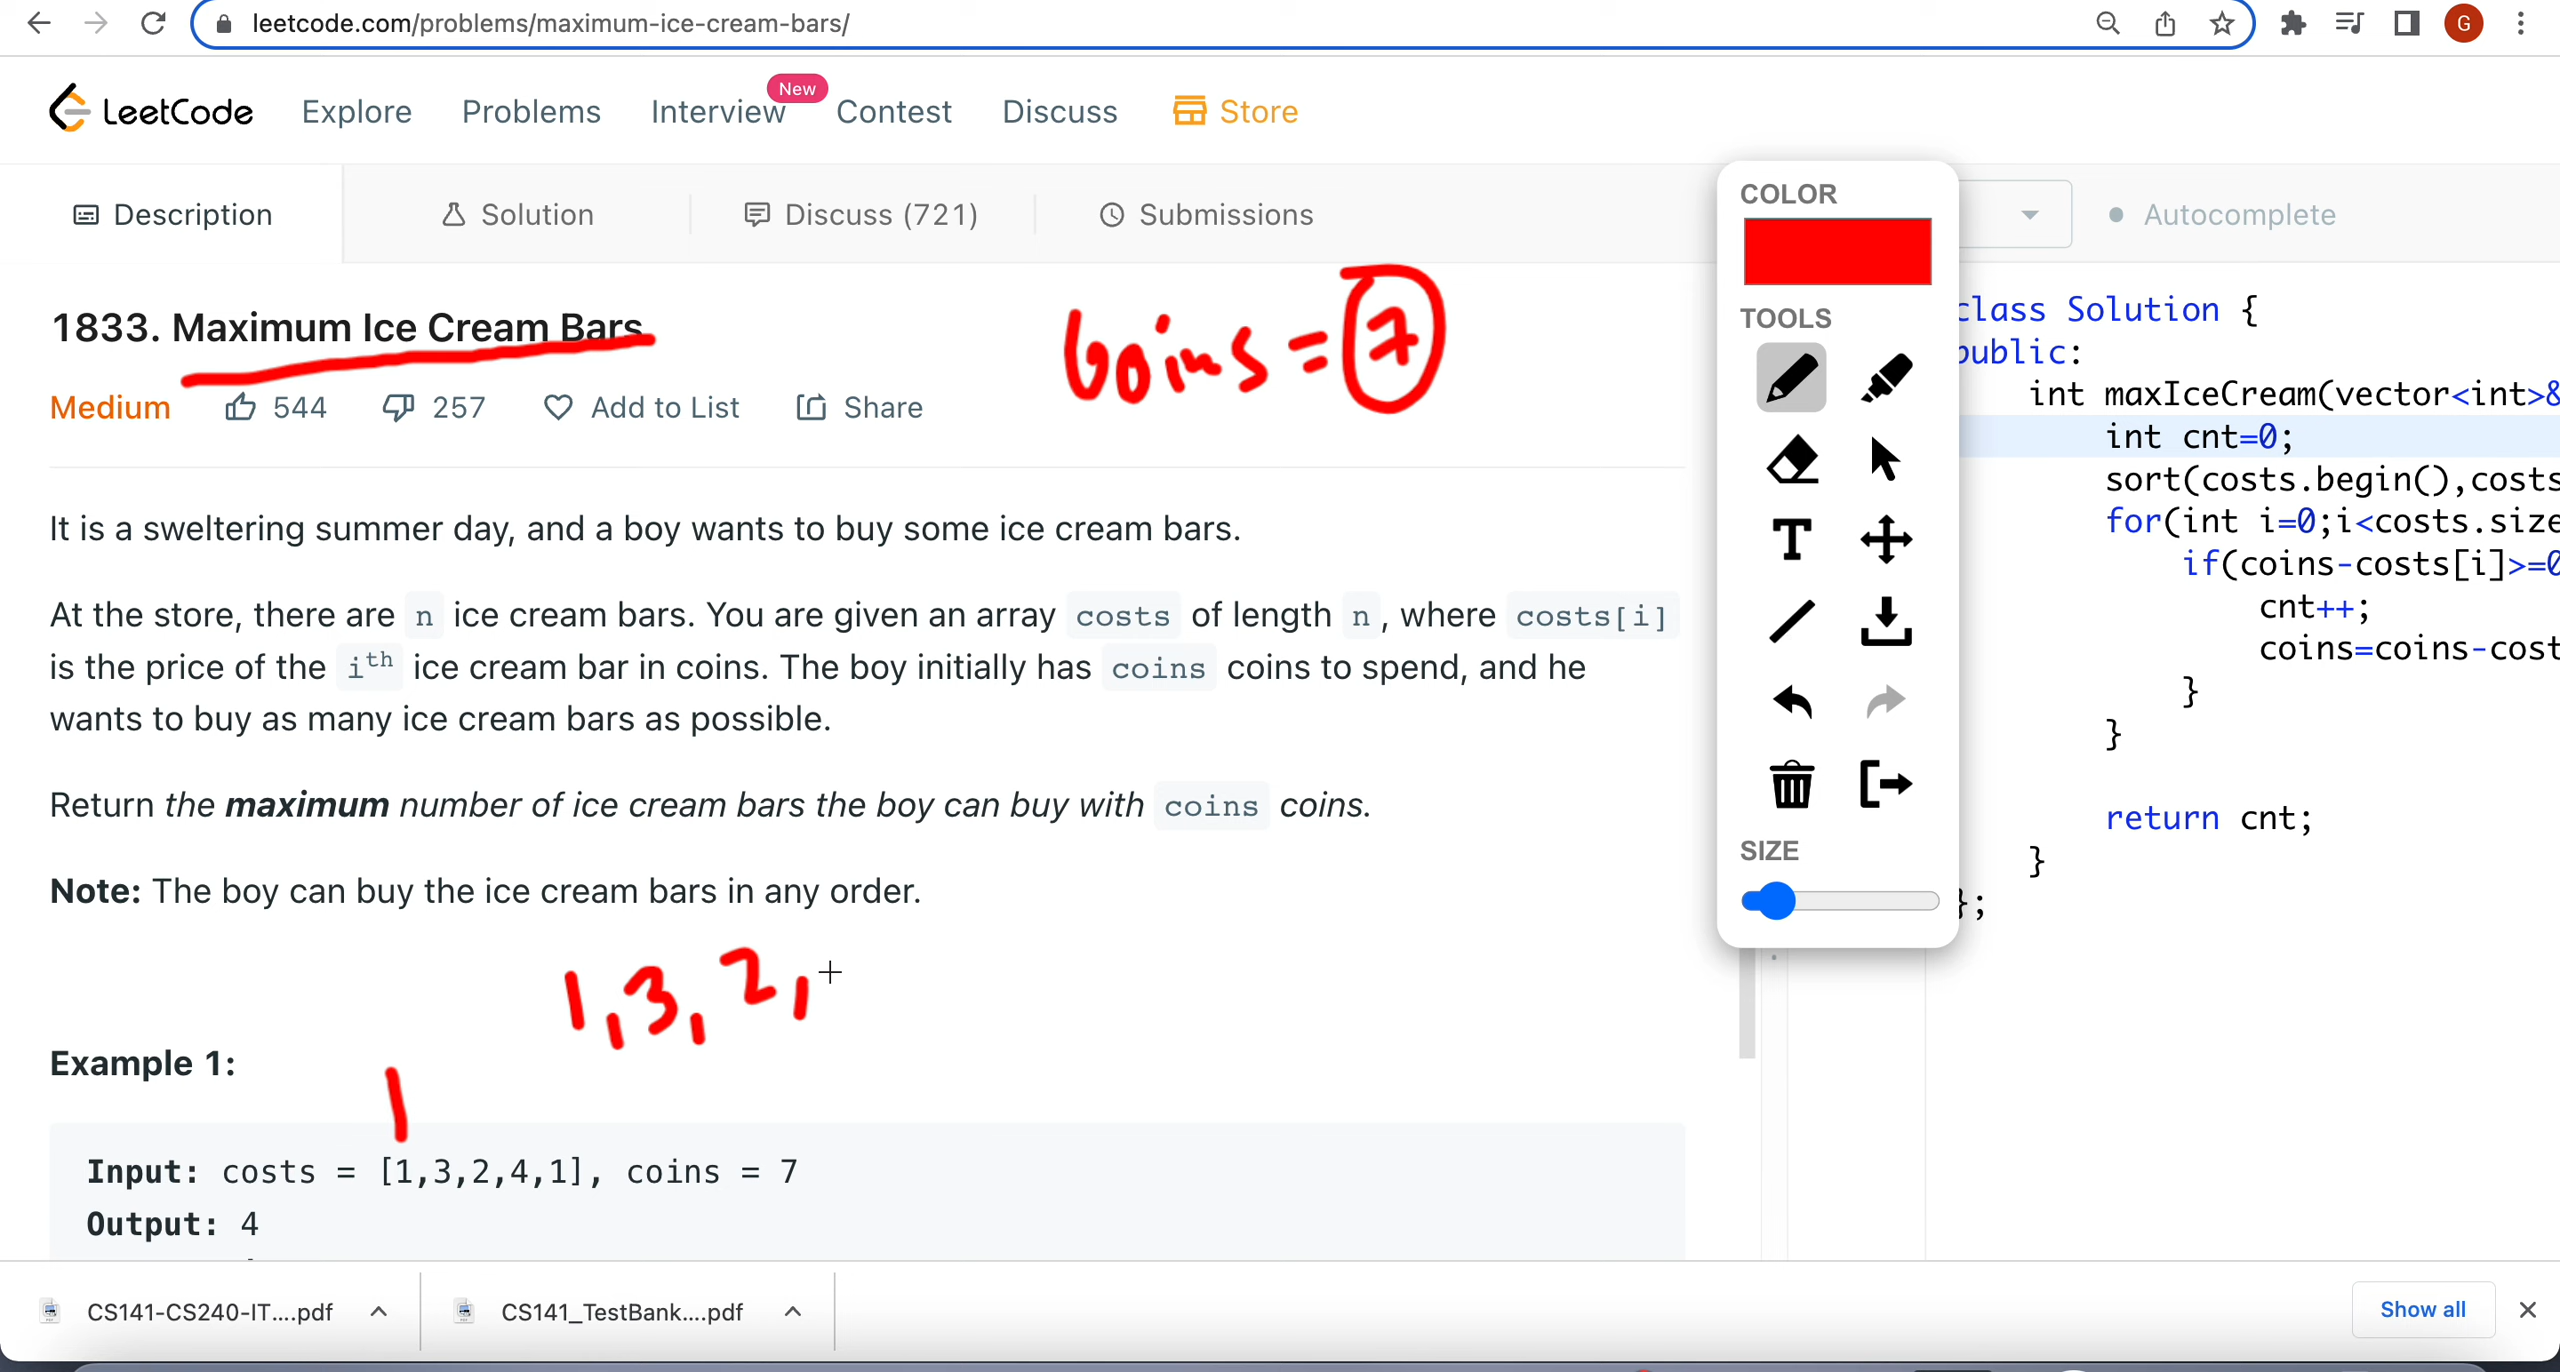 leetcode.com/problems/maximum-ice-cream-bars/
G
LeetCode Explore Problems Interview New Contest Discuss Store
Description Solution Discuss (721) Submissions
COLOR
Autocomplete
1833. Maximum Ice Cream Bars
coins = 7
Medium 544 257 Add to List Share
It is a sweltering summer day, and a boy wants to buy some ice cream bars.
At the store, there are n ice cream bars. You are given an array costs of length n, where costs[i]
is the price of the ith ice cream bar in coins. The boy initially has coins coins to spend, and he
wants to buy as many ice cream bars as possible.
Return the maximum number of ice cream bars the boy can buy with coins coins.
Note: The boy can buy the ice cream bars in any order.
1,3,2,
Example 1:
1
Input: costs = [1,3,2,4,1], coins = 7
Output: 4
TOOLS
T
SIZE
class Solution {
public:
int maxIceCream(vector<int>&
int cnt=0;
sort(costs.begin(),costs
for(int i=0;i<costs.size
if(coins-costs[i]>=0
cnt++;
coins=coins-cost
}
}
return cnt;
}
};
CS141-CS240-IT....pdf
CS141_TestBank....pdf
Show all